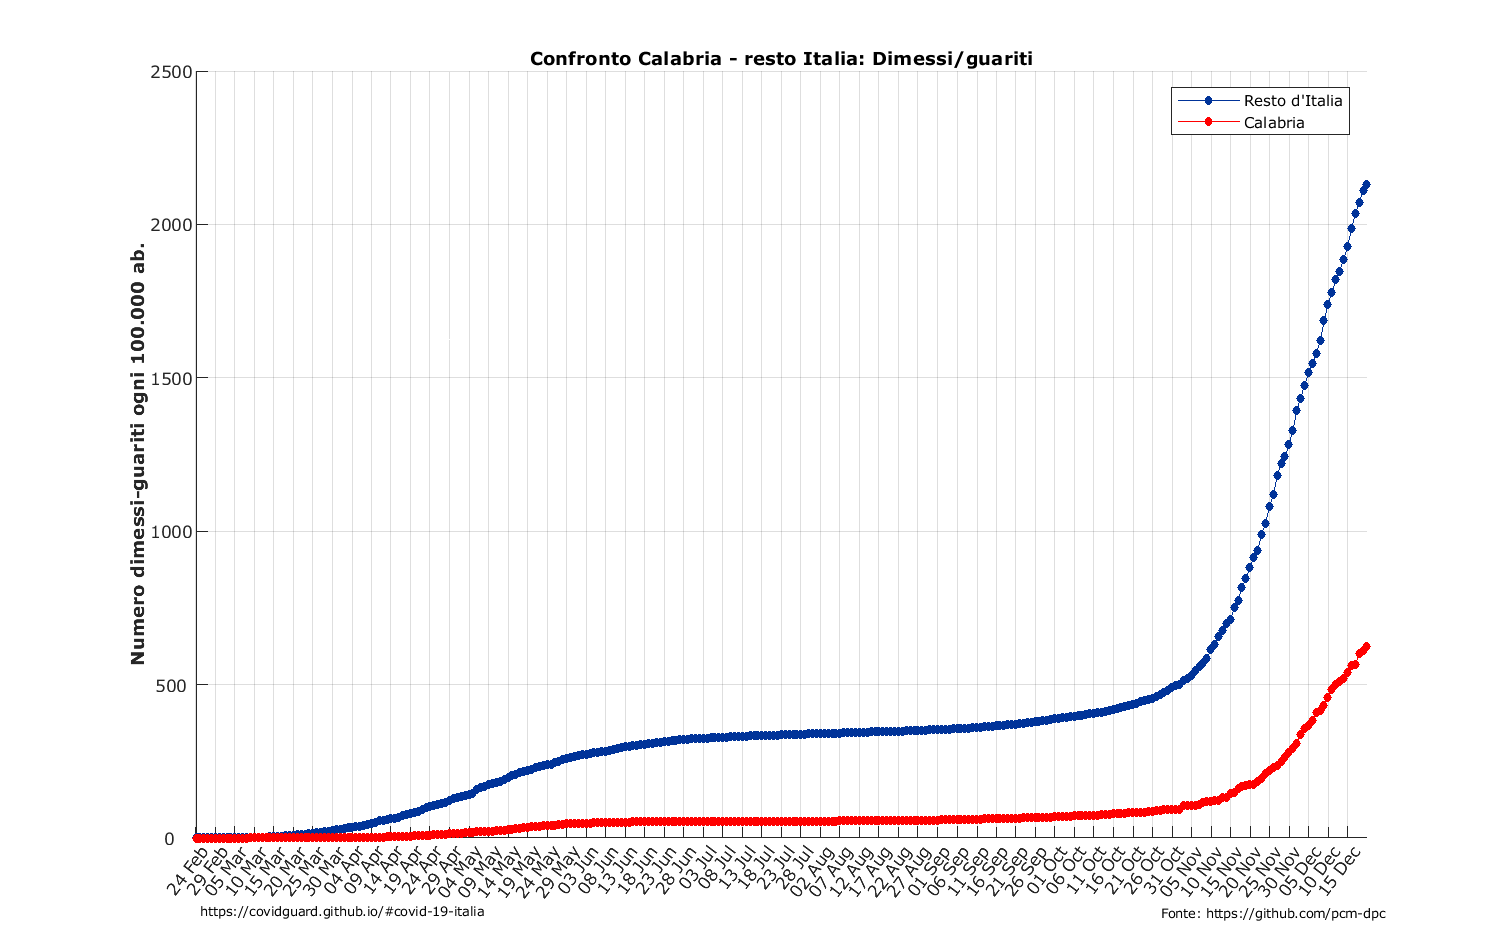 Confronto Calabria - resto Italia: Dimessi/guariti
Resto d'Italia
Calabria
Numero dimessi-guariti ogni 100.000 ab.
2500
2000
1500
1000
500
0
24 Feb
29 Feb
05 Mar
10 Mar
15 Mar
20 Mar
25 Mar
30 Mar
04 Apr
09 Apr
14 Apr
19 Apr
24 Apr
29 Apr
04 May
09 May
14 May
19 May
24 May
29 May
03 Jun
08 Jun
13 Jun
18 Jun
23 Jun
28 Jun
03 Jul
08 Jul
13 Jul
18 Jul
23 Jul
28 Jul
02 Aug
07 Aug
12 Aug
17 Aug
22 Aug
27 Aug
01 Sep
06 Sep
11 Sep
16 Sep
21 Sep
26 Sep
01 Oct
06 Oct
11 Oct
16 Oct
21 Oct
26 Oct
31 Oct
05 Nov
10 Nov
15 Nov
20 Nov
25 Nov
30 Nov
05 Dec
10 Dec
15 Dec
https://covidguard.github.io/#covid-19-italia
Fonte: https://github.com/pcm-dpc